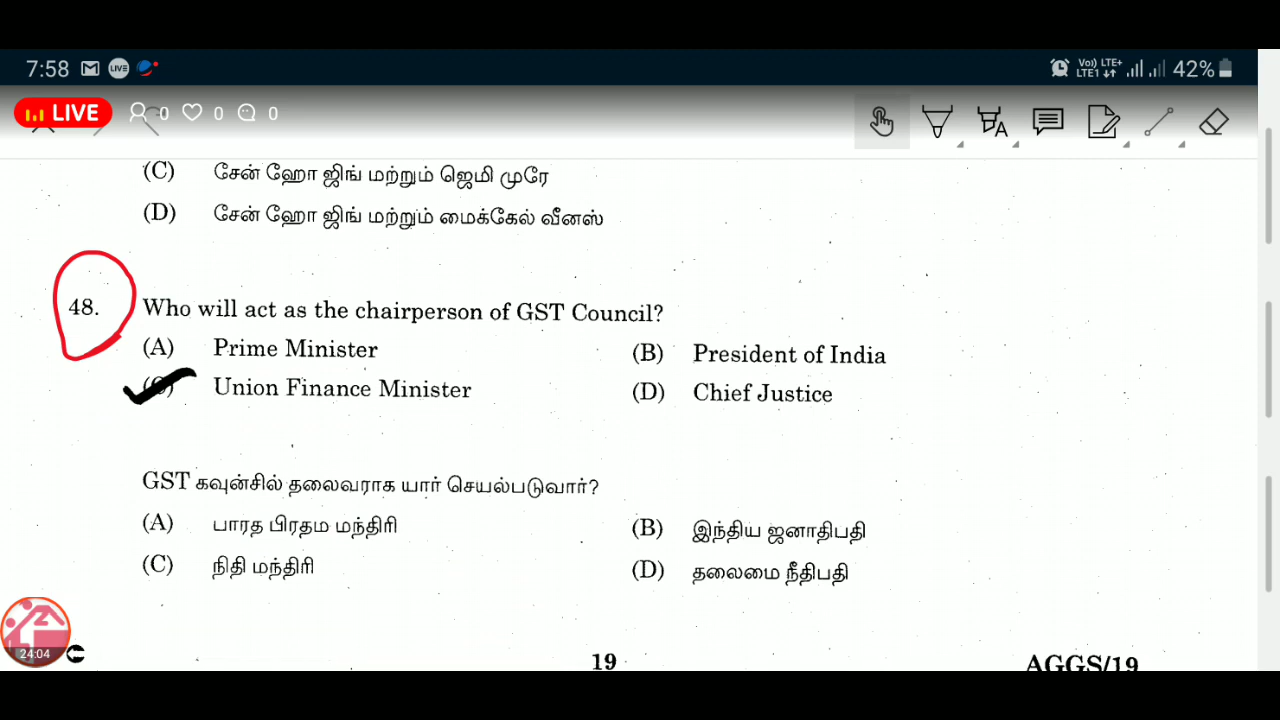 7:58 LIVE Vo) LTE+ LTE1 42%
LIVE 0 0 0
(C) சேன் ஹோ ஜிங் மற்றும் ஜெமி முரே
(D) சேன் ஹோ ஜிங் மற்றும் மைக்கேல் வீனஸ்
48. Who will act as the chairperson of GST Council?
(A) Prime Minister (B) President of India
(C) Union Finance Minister (D) Chief Justice
GST கவுன்சில் தலைவராக யார் செயல்படுவார்?
(A) பாரத பிரதம மந்திரி (B) இந்திய ஜனாதிபதி
(C) நிதி மந்திரி (D) தலைமை நீதிபதி
24:04
19 AGGS/19